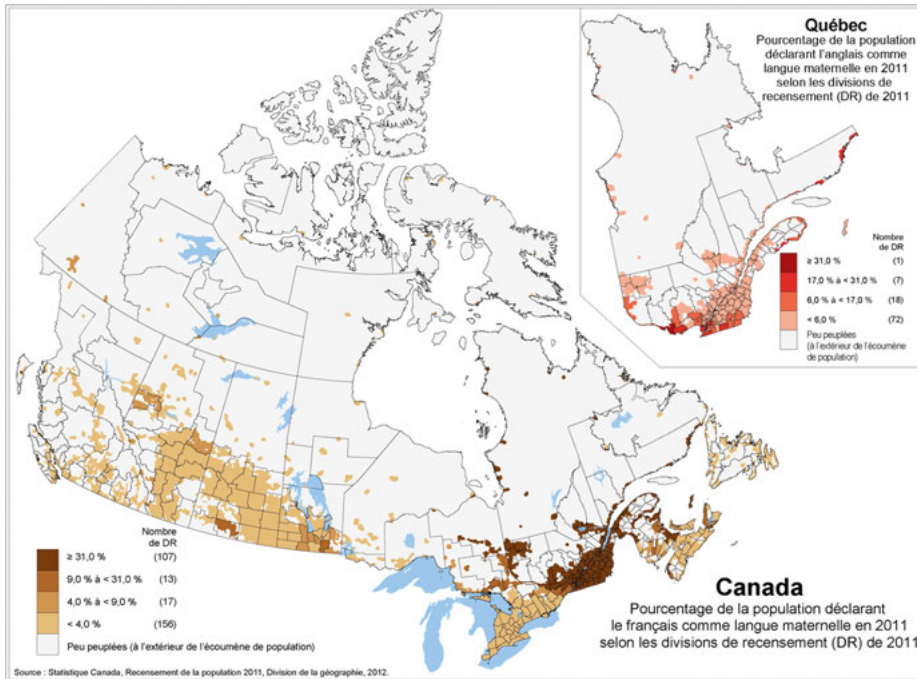 Québec
Pourcentage de la population
déclarant l'anglais comme
langue maternelle en 2011
selon les divisions de
recensement (DR) de 2011
Nombre
de DR
≥ 31,0 % (1)
17,0 % à < 31,0 % (7)
6,0 % à < 17,0 % (18)
< 6,0 % (72)
Peu peuplées
(à l'extérieur de l'écoumène
de population)
Nombre
de DR
≥ 31,0 % (107)
9,0 % à < 31,0 % (13)
4,0 % à < 9,0 % (17)
< 4,0 % (156)
Peu peuplées (à l'extérieur de l'écoumène de population)
Canada
Pourcentage de la population déclarant
le français comme langue maternelle en 2011
selon les divisions de recensement (DR) de 2011
Source : Statistique Canada, Recensement de la population 2011, Division de la géographie, 2012.